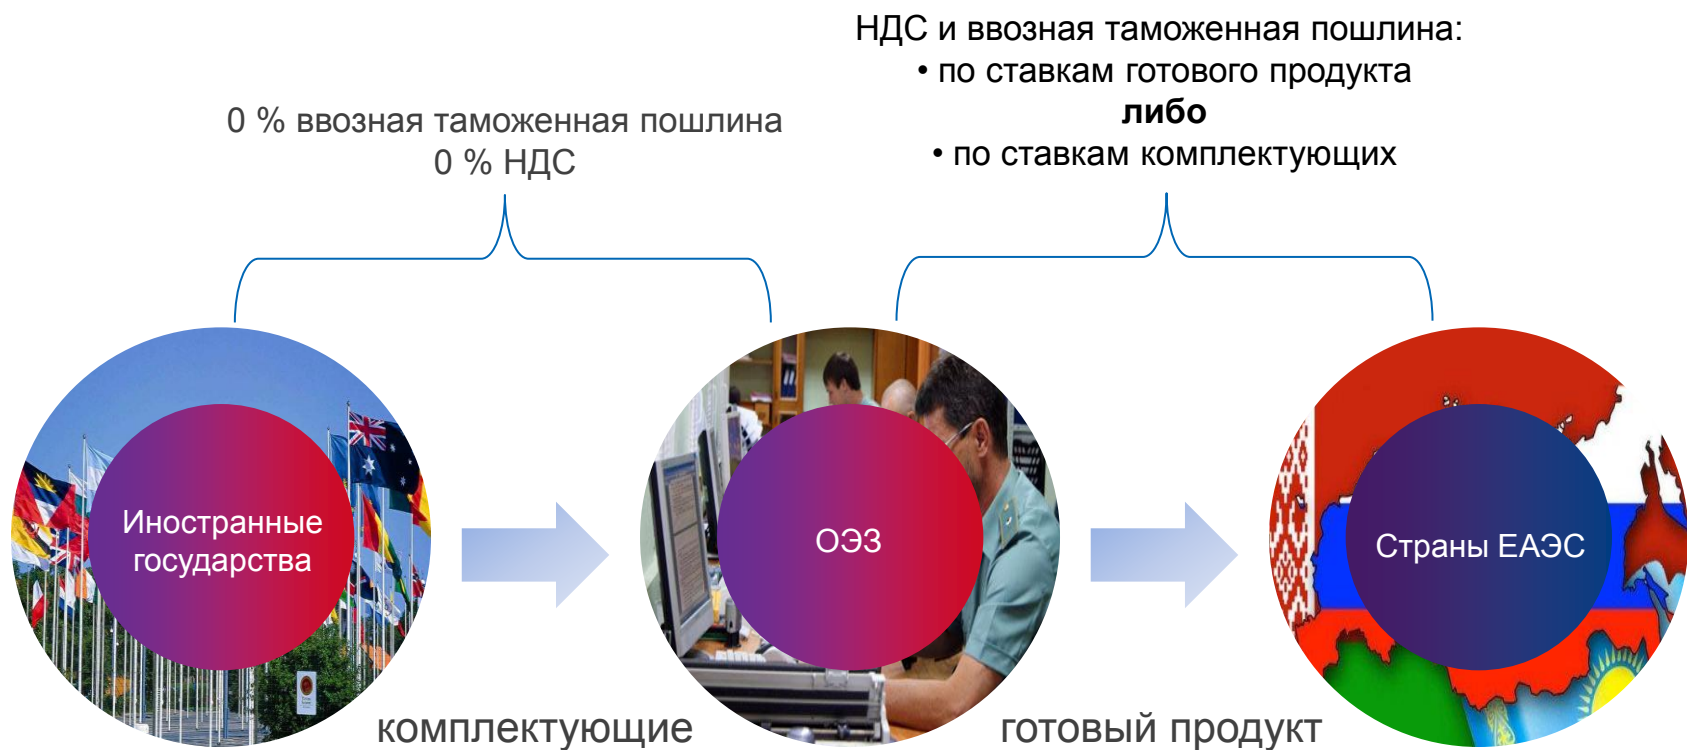 НДС и ввозная таможенная пошлина:
• по ставкам готового продукта
либо
• по ставкам комплектующих
0 % ввозная таможенная пошлина
0 % НДС
Иностранные
государства
ОЭЗ
Страны ЕАЭС
комплектующие
готовый продукт